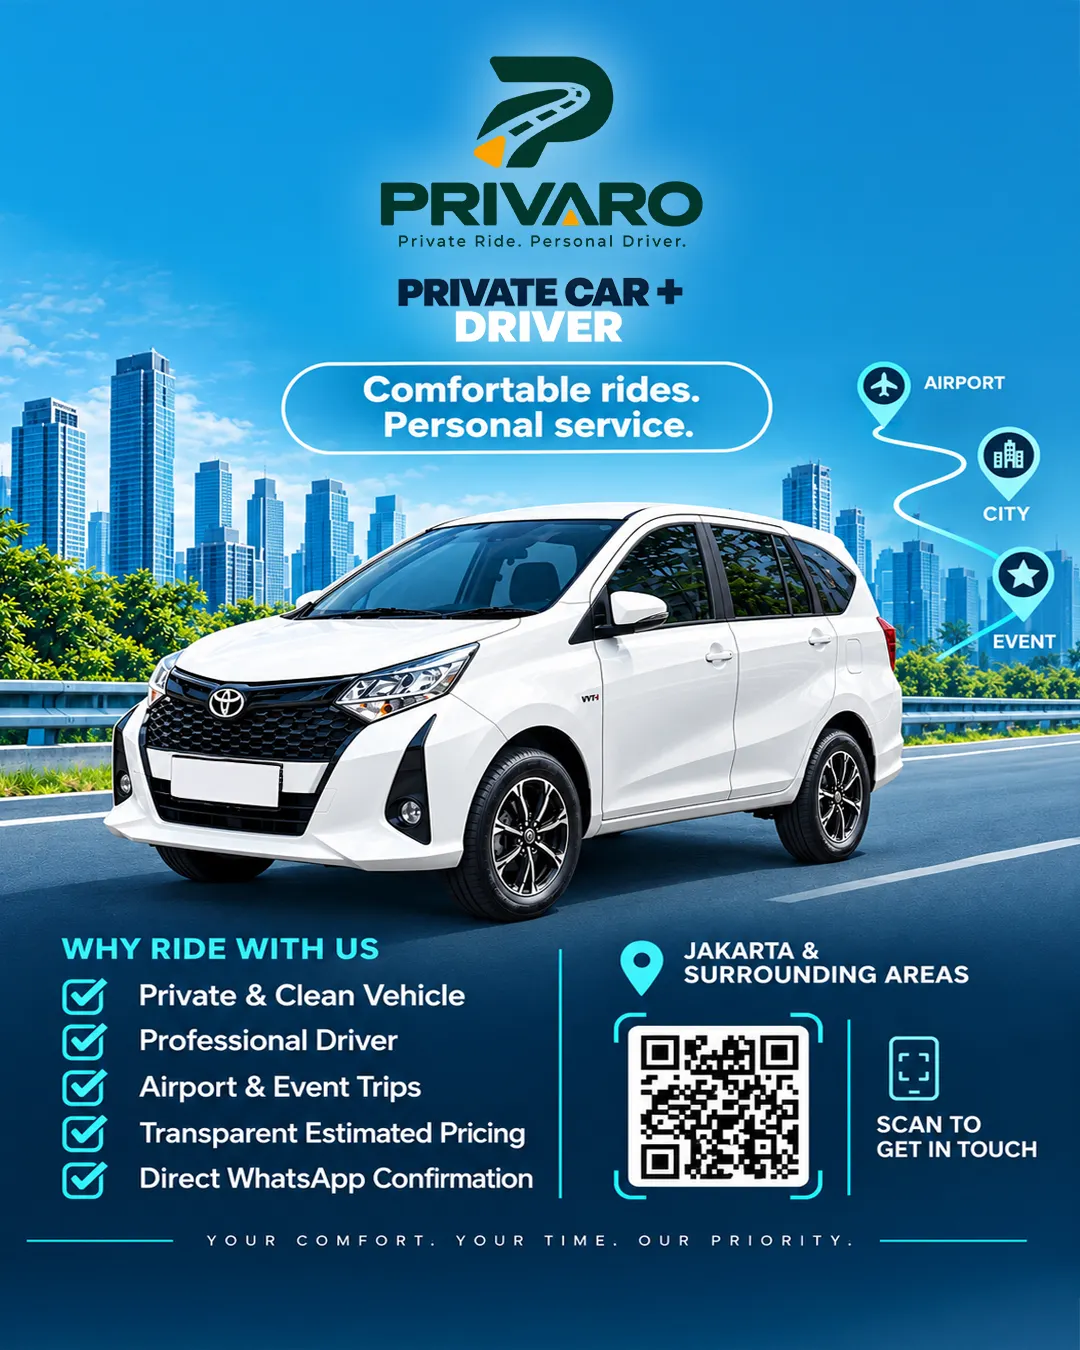 PRIVARO
Private Ride. Personal Driver.
PRIVATE CAR +
DRIVER
Comfortable rides.
Personal service.
AIRPORT
CITY
EVENT
VVT-i
WHY RIDE WITH US
Private & Clean Vehicle
Professional Driver
Airport & Event Trips
Transparent Estimated Pricing
Direct WhatsApp Confirmation
JAKARTA &
SURROUNDING AREAS
SCAN TO
GET IN TOUCH
YOUR COMFORT. YOUR TIME. OUR PRIORITY.